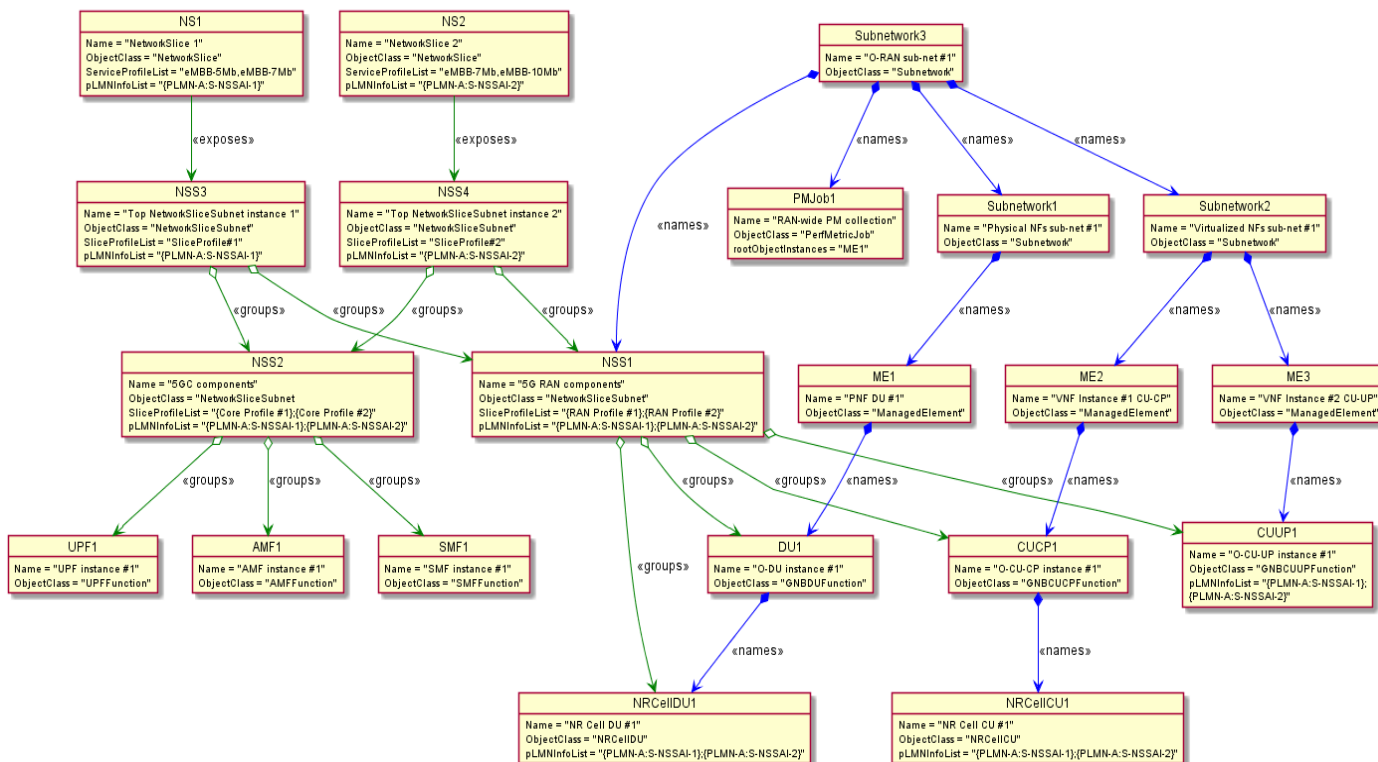 NS1
Name = "NetworkSlice 1"
ObjectClass = "NetworkSlice"
ServiceProfileList = "eMBB-5Mb,eMBB-7Mb"
pLMNInfoList = "{PLMN-A:S-NSSAI-1}"
NS2
Name = "NetworkSlice 2"
ObjectClass = "NetworkSlice"
ServiceProfileList = "eMBB-7Mb,eMBB-10Mb"
pLMNInfoList = "{PLMN-A:S-NSSAI-2}"
Subnetwork3
Name = "O-RAN sub-net #1"
ObjectClass = "Subnetwork"
«exposes»
«exposes»
«names»
«names»
«names»
«names»
NSS3
Name = "Top NetworkSliceSubnet instance 1"
ObjectClass = "NetworkSliceSubnet"
SliceProfileList = "SliceProfile#1"
pLMNInfoList = "{PLMN-A:S-NSSAI-1}"
NSS4
Name = "Top NetworkSliceSubnet instance 2"
ObjectClass = "NetworkSliceSubnet"
SliceProfileList = "SliceProfile#2"
pLMNInfoList = "{PLMN-A:S-NSSAI-2}"
PMJob1
Name = "RAN-wide PM collection"
ObjectClass = "PerfMetricJob"
rootObjectInstances = "ME1"
Subnetwork1
Name = "Physical NFs sub-net #1"
ObjectClass = "Subnetwork"
Subnetwork2
Name = "Virtualized NFs sub-net #1"
ObjectClass = "Subnetwork"
«groups»
«groups»
«groups»
«groups»
«names»
«names»
«names»
NSS2
Name = "5GC components"
ObjectClass = "NetworkSliceSubnet
SliceProfileList = "{Core Profile #1};{Core Profile #2}"
pLMNInfoList = "{PLMN-A:S-NSSAI-1};{PLMN-A:S-NSSAI-2}"
NSS1
Name = "5G RAN components"
ObjectClass = "NetworkSliceSubnet"
SliceProfileList = "{RAN Profile #1};{RAN Profile #2}"
pLMNInfoList = "{PLMN-A:S-NSSAI-1};{PLMN-A:S-NSSAI-2}"
ME1
Name = "PNF DU #1"
ObjectClass = "ManagedElement"
ME2
Name = "VNF Instance #1 CU-CP"
ObjectClass = "ManagedElement"
ME3
Name = "VNF Instance #2 CU-UP"
ObjectClass = "ManagedElement"
«groups»
«groups»
«groups»
«groups»
«groups»
«names»
«groups»
«names»
«names»
UPF1
Name = "UPF instance #1"
ObjectClass = "UPFFunction"
AMF1
Name = "AMF instance #1"
ObjectClass = "AMFFunction"
SMF1
Name = "SMF instance #1"
ObjectClass = "SMFFunction"
«groups»
DU1
Name = "O-DU instance #1"
ObjectClass = "GNBDUFunction"
CUCP1
Name = "O-CU-CP instance #1"
ObjectClass = "GNBCUCPFunction"
CUUP1
Name = "O-CU-UP instance #1"
ObjectClass = "GNBCUUPFunction"
pLMNInfoList = "{PLMN-A:S-NSSAI-1};
{PLMN-A:S-NSSAI-2}"
«names»
«names»
NRCellDU1
Name = "NR Cell DU #1"
ObjectClass = "NRCellDU"
pLMNInfoList = "{PLMN-A:S-NSSAI-1};{PLMN-A:S-NSSAI-2}"
NRCellCU1
Name = "NR Cell CU #1"
ObjectClass = "NRCellCU"
pLMNInfoList = "{PLMN-A:S-NSSAI-1};{PLMN-A:S-NSSAI-2}"